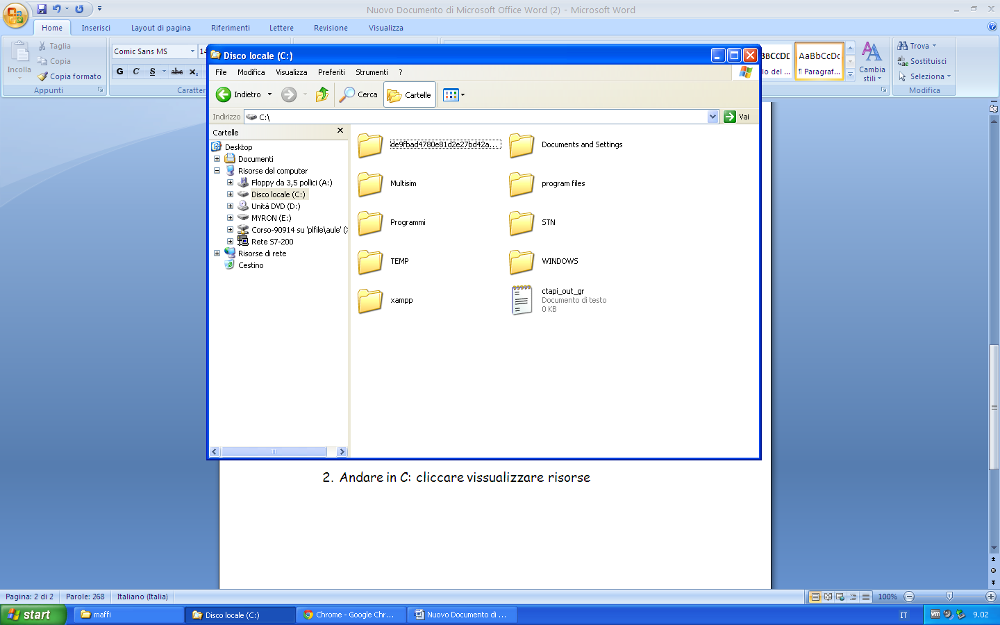 Nuovo Documento di Microsoft Office Word (2) - Microsoft Word
Home Inserisci Layout di pagina Riferimenti Lettere Revisione Visualizza
Incolla
Taglia
Copia
Copia formato
Appunti
Comic Sans MS 14
G C S abc x₂
Caratter
BbCcDc
lo del ...
AaBbCcDc
¶ Paragraf...
Cambia
stili
Trova
Sostituisci
Seleziona
Modifica
Disco locale (C:)
File Modifica Visualizza Preferiti Strumenti ?
Indietro Cerca Cartelle
Indirizzo C:\ Vai
Cartelle
Desktop
Documenti
Risorse del computer
Floppy da 3,5 pollici (A:)
Disco locale (C:)
Unità DVD (D:)
MYRON (E:)
Corso-90914 su 'plfile\aule' (
Rete S7-200
Risorse di rete
Cestino
de9fbad4780e81d2e27bd42a...
Documents and Settings
Multisim
program files
Programmi
STN
TEMP
WINDOWS
xampp
ctapi_out_gr
Documento di testo
0 KB
2. Andare in C: cliccare vissualizzare risorse
Pagina: 2 di 2 Parole: 268 Italiano (Italia) 100%
start maffi Disco locale (C:) Chrome - Google Chr... Nuovo Documento di ... IT vm 9.02